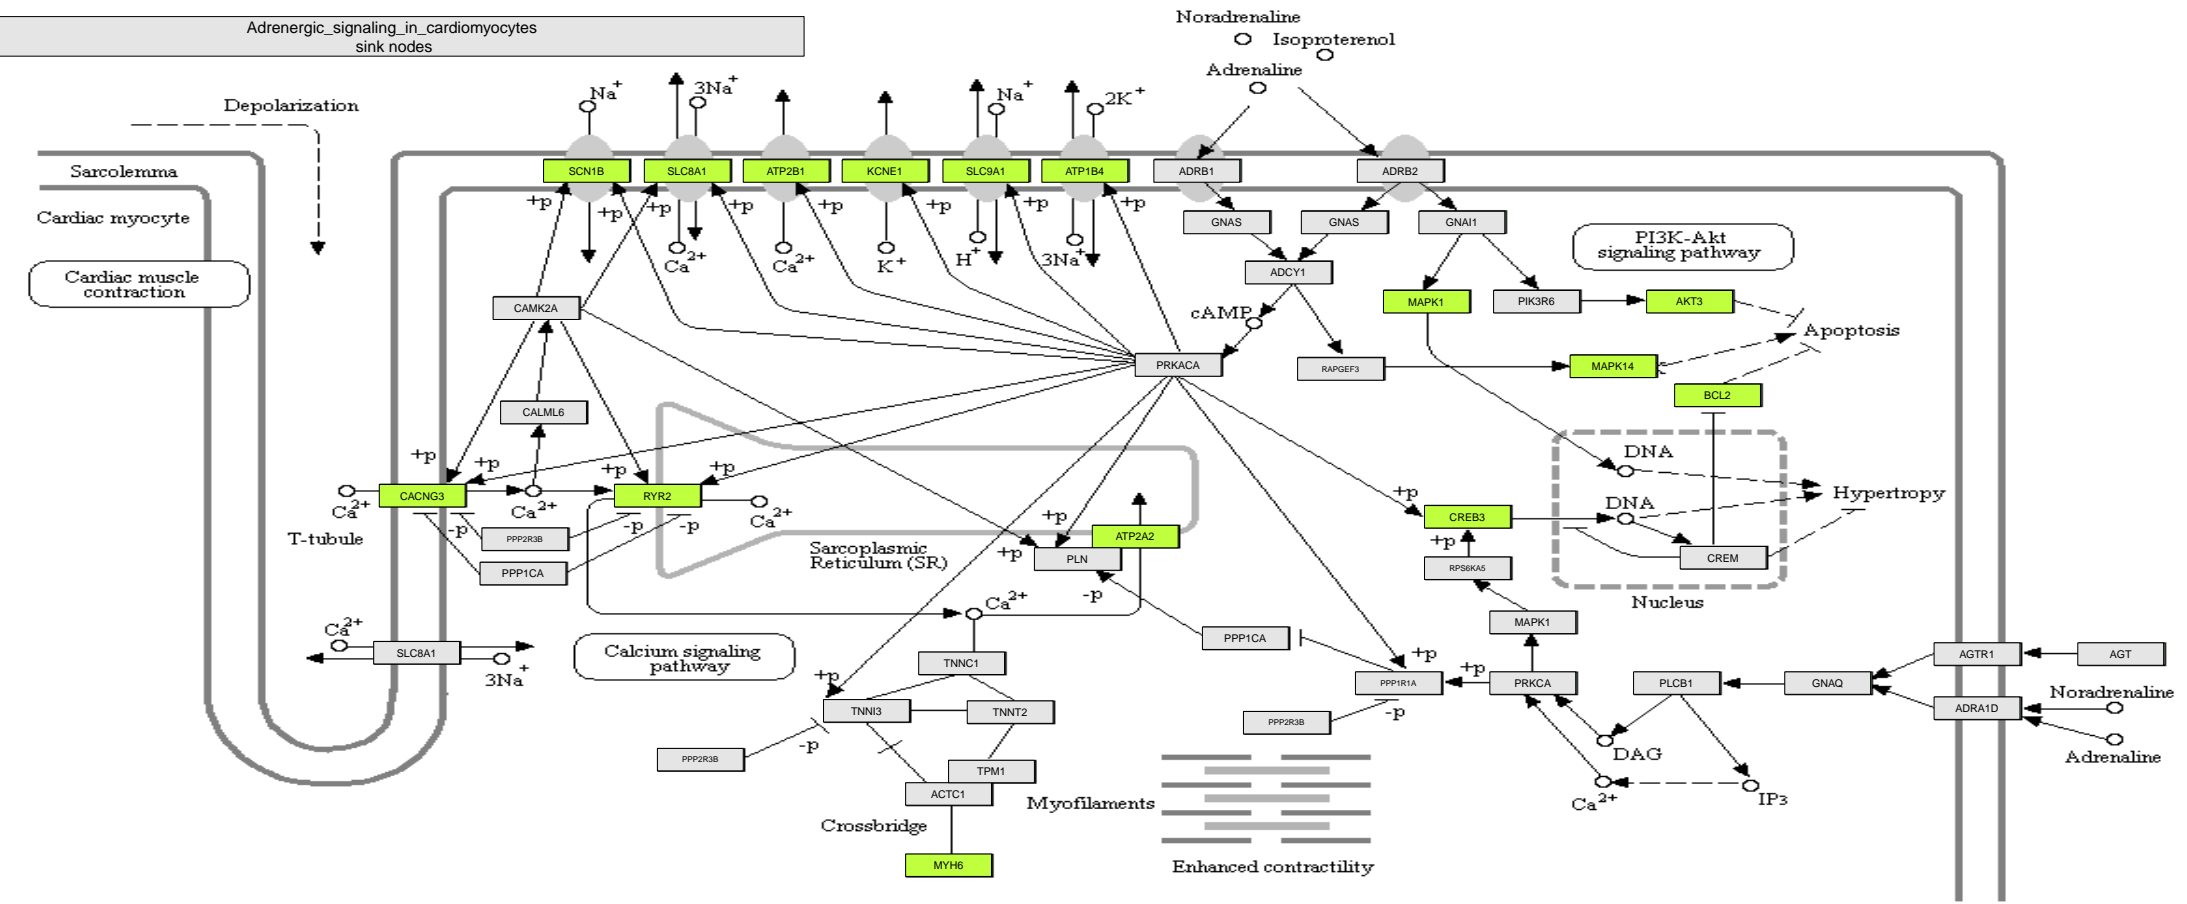 Adrenergic_signaling_in_cardiomyocytes
sink nodes
Noradrenaline
Isoproterenol
Adrenaline
Depolarization
Na+
3Na+
Na+
2K+
Sarcolemma
SCN1B
SLC8A1
ATP2B1
KCNE1
SLC9A1
ATP1B4
ADRB1
ADRB2
+p
+p
+p
+p
+p
+p
+p
+p
Cardiac myocyte
GNAS
GNAS
GNAI1
Ca2+
Ca2+
K+
H+
3Na+
PI3K-Akt
signaling pathway
Cardiac muscle
contraction
ADCY1
CAMK2A
cAMP
MAPK1
PIK3R6
AKT3
Apoptosis
PRKACA
RAPGEF3
MAPK14
BCL2
CALML6
+p
+p
+p
+p
DNA
CACNG3
RYR2
Ca2+
Ca2+
Ca2+
Hypertropy
+p
DNA
CREB3
T-tubule
-p
-p
-p
PPP2R3B
PPP1CA
+p
+p
ATP2A2
PLN
-p
Sarcoplasmic
Reticulum (SR)
+p
RPS6KA5
CREM
Nucleus
Ca2+
MAPK1
Ca2+
SLC8A1
3Na+
Calcium signaling
pathway
PPP1CA
TNNC1
+p
+p
+p
AGTR1
AGT
PPP1R1A
PRKCA
PLCB1
GNAQ
Noradrenaline
TNNI3
TNNT2
PPP2R3B
-p
ADRA1D
Adrenaline
-p
PPP2R3B
DAG
TPM1
ACTC1
Ca2+
IP3
Myofilaments
Crossbridge
MYH6
Enhanced contractility